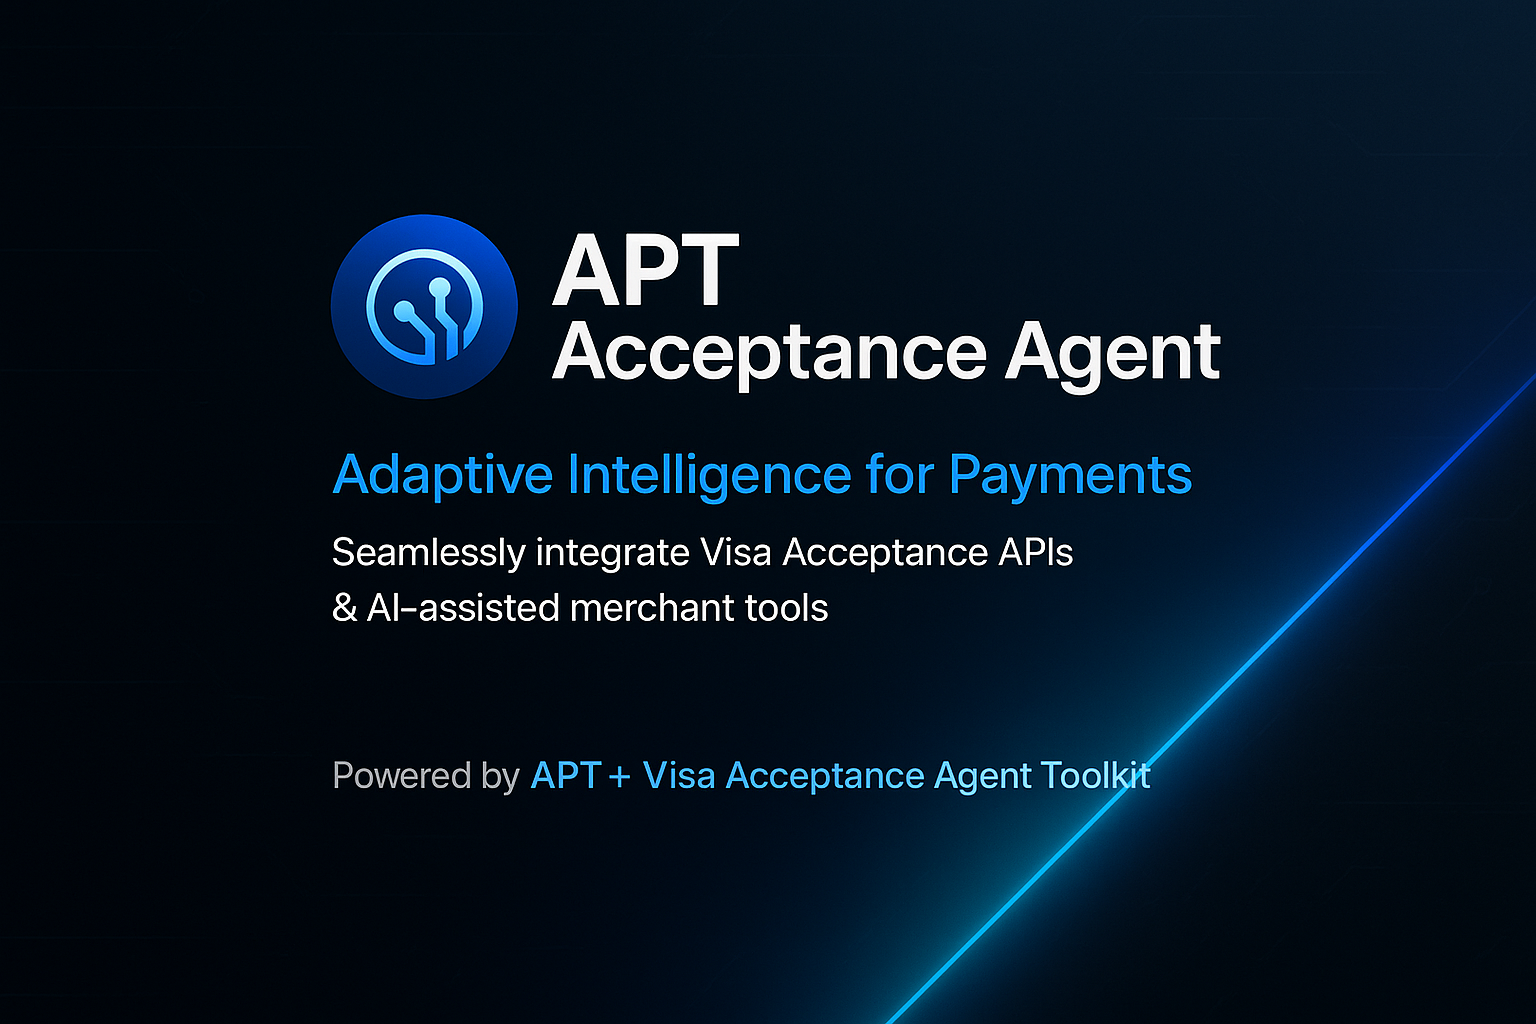 APT
Acceptance Agent
Adaptive Intelligence for Payments
Seamlessly integrate Visa Acceptance APIs
& AI-assisted merchant tools
Powered by APT + Visa Acceptance Agent Toolkit